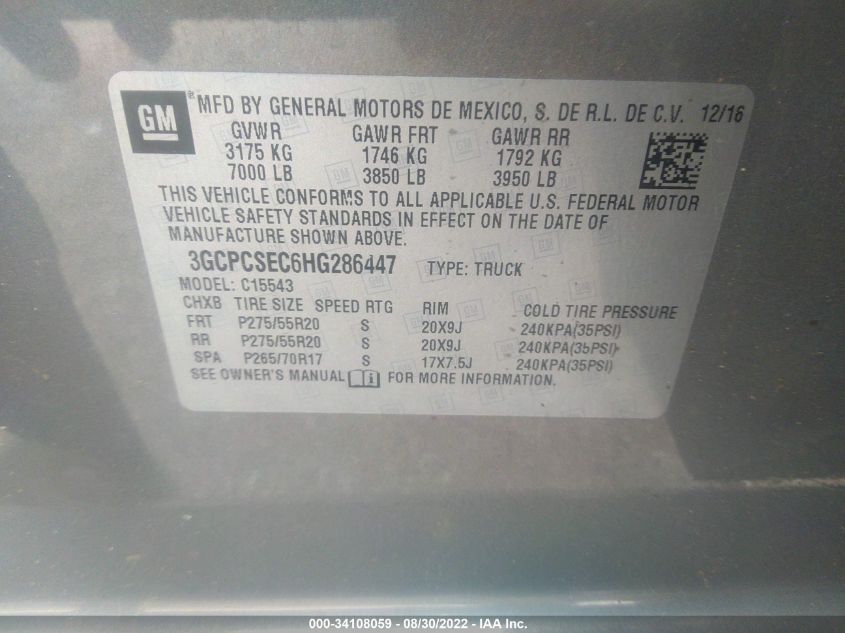 GM ® MFD BY GENERAL MOTORS DE MEXICO, S. DE R.L. DE C.V. 12/16
GVWR GAWR FRT GAWR RR
3175 KG 1746 KG 1792 KG
7000 LB 3850 LB 3950 LB
THIS VEHICLE CONFORMS TO ALL APPLICABLE U.S. FEDERAL MOTOR
VEHICLE SAFETY STANDARDS IN EFFECT ON THE DATE OF
MANUFACTURE SHOWN ABOVE.
3GCPCSEC6HG286447 TYPE: TRUCK
MODEL: C15543
CHXB TIRE SIZE SPEED RTG RIM COLD TIRE PRESSURE
FRT P275/55R20 S 20X9J 240KPA(35PSI)
RR P275/55R20 S 20X9J 240KPA(35PSI)
SPA P265/70R17 S 17X7.5J 240KPA(35PSI)
SEE OWNER'S MANUAL FOR MORE INFORMATION.
000-34108059 - 08/30/2022 - IAA Inc.